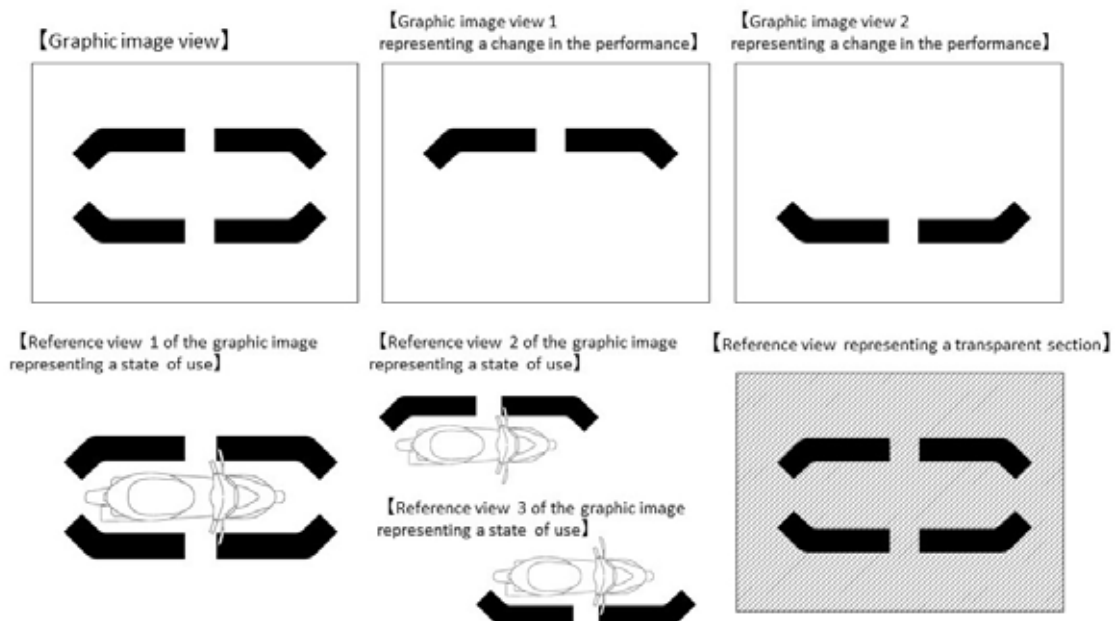 【Graphic image view】
【Graphic image view 1
representing a change in the performance】
【Graphic image view 2
representing a change in the performance】
【Reference view 1 of the graphic image
representing a state of use】
【Reference view 2 of the graphic image
representing a state of use】
【Reference view 3 of the graphic image
representing a state of use】
【Reference view representing a transparent section】